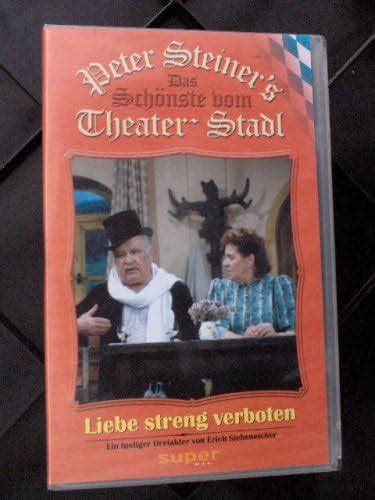 Peter Steiner's
Das
Schönste vom
Theater-Stadl
Liebe streng verboten
Ein lustiger Dreiakter von Erich Siebeneicher
super